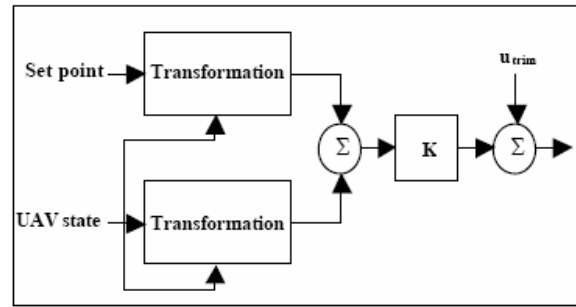 Set point
Transformation
u_trim
Σ
K
Σ
UAV state
Transformation